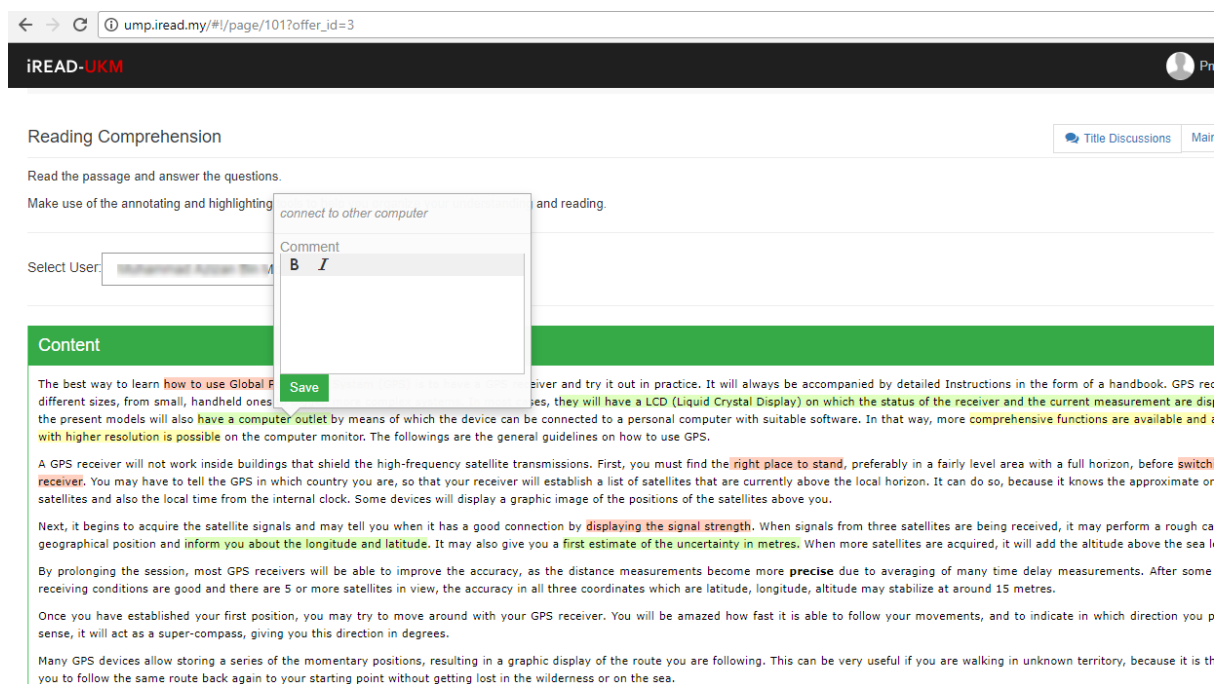 ump.iread.my/#!/page/101?offer_id=3
iREAD-UKM
Reading Comprehension
Title Discussions
Read the passage and answer the questions.
Make use of the annotating and highlighting
and reading.
connect to other computer
Comment
B I
Select User:
Save
Content
The best way to learn how to use Global eiver and try it out in practice. It will always be accompanied by detailed Instructions in the form of a handbook. GPS
different sizes, from small, handheld ones they will have a LCD (Liquid Crystal Display) on which the status of the receiver and the current measurement are
the present models will also have a computer outlet by means of which the device can be connected to a personal computer with suitable software. In that way, more comprehensive functions are available and
with higher resolution is possible on the computer monitor. The followings are the general guidelines on how to use GPS.
A GPS receiver will not work inside buildings that shield the high-frequency satellite transmissions. First, you must find the right place to stand, preferably in a fairly level area with a full horizon, before switch
receiver. You may have to tell the GPS in which country you are, so that your receiver will establish a list of satellites that are currently above the local horizon. It can do so, because it knows the approximate
satellites and also the local time from the internal clock. Some devices will display a graphic image of the positions of the satellites above you.
Next, it begins to acquire the satellite signals and may tell you when it has a good connection by displaying the signal strength. When signals from three satellites are being received, it may perform a rough
geographical position and inform you about the longitude and latitude. It may also give you a first estimate of the uncertainty in metres. When more satellites are acquired, it will add the altitude above the sea
By prolonging the session, most GPS receivers will be able to improve the accuracy, as the distance measurements become more precise due to averaging of many time delay measurements. After some
receiving conditions are good and there are 5 or more satellites in view, the accuracy in all three coordinates which are latitude, longitude, altitude may stabilize at around 15 metres.
Once you have established your first position, you may try to move around with your GPS receiver. You will be amazed how fast it is able to follow your movements, and to indicate in which direction you
sense, it will act as a super-compass, giving you this direction in degrees.
Many GPS devices allow storing a series of the momentary positions, resulting in a graphic display of the route you are following. This can be very useful if you are walking in unknown territory, because it is
you to follow the same route back again to your starting point without getting lost in the wilderness or on the sea.